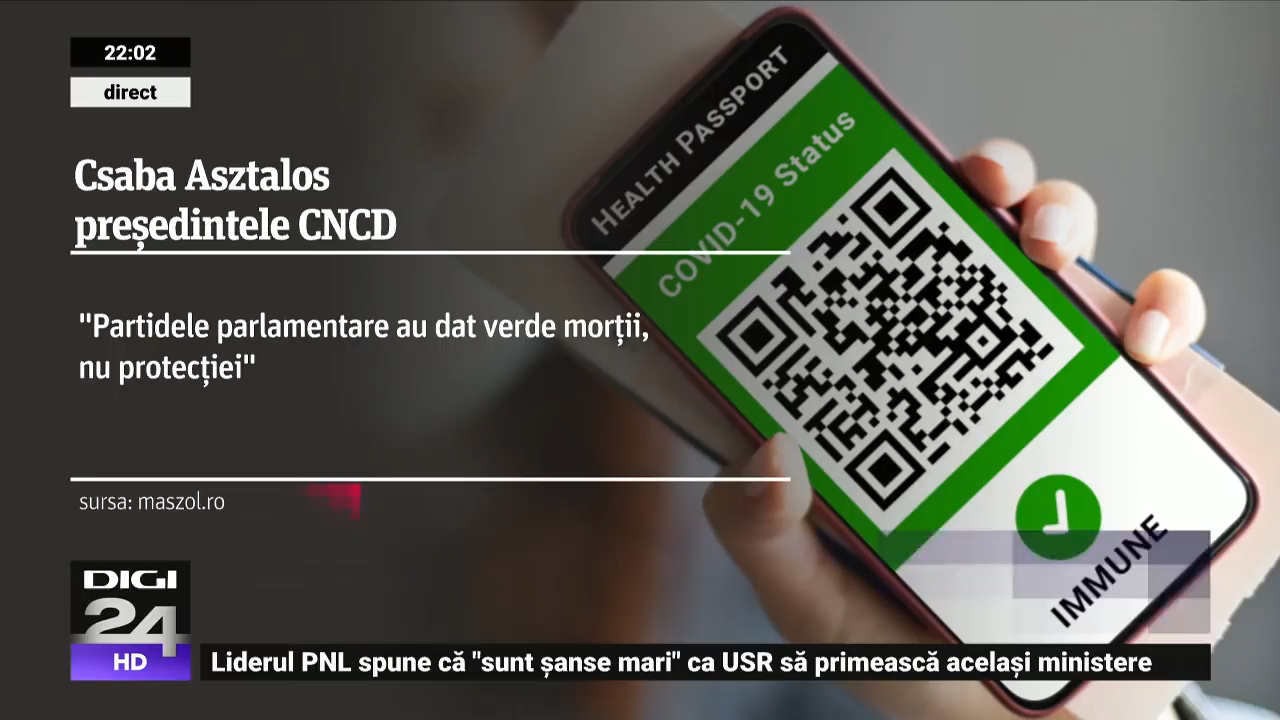 22:02
direct
Csaba Asztalos
președintele CNCD
"Partidele parlamentare au dat verde morții,
nu protecției"
sursa: maszol.ro
HEALTH PASSPORT
COVID-19 Status
IMMUNE
DIGI
24
HD
Liderul PNL spune că "sunt șanse mari" ca USR să primească același ministere